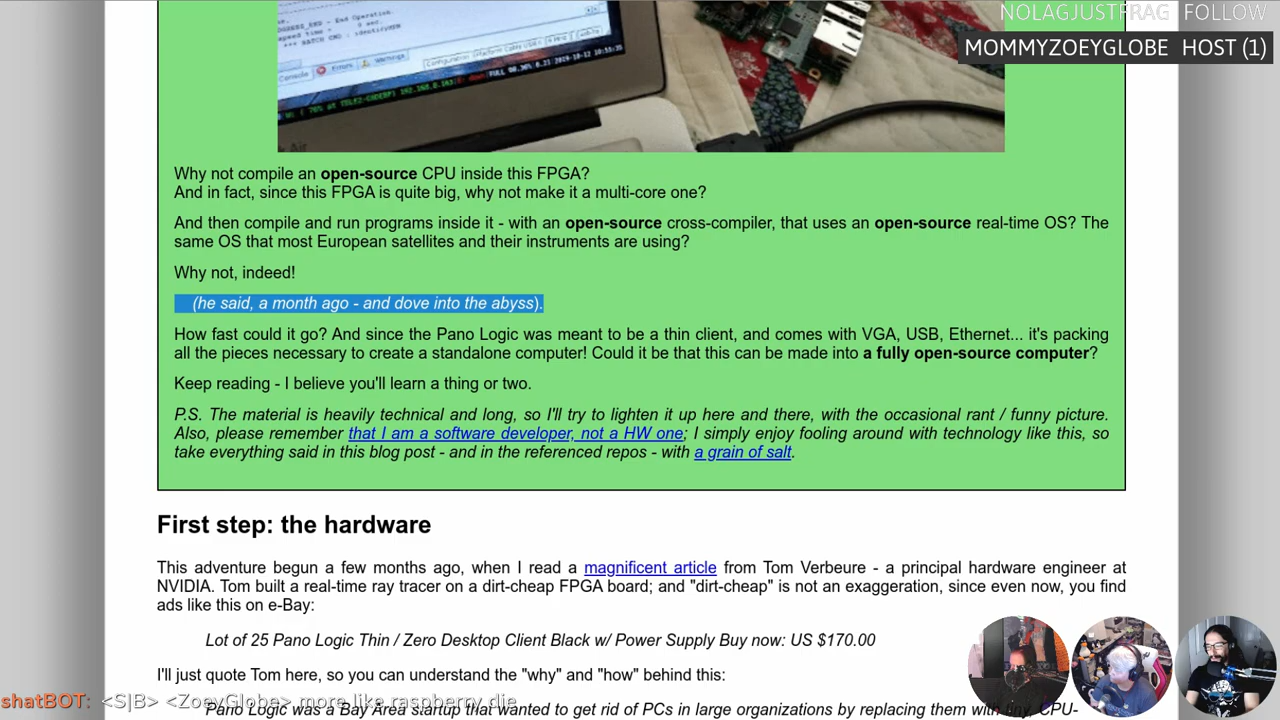 NOLAGJUSTFRAG FOLLOW
MOMMYZOEYGLOBE HOST (1)
Console
Errors
Warnings
Why not compile an open-source CPU inside this FPGA?
And in fact, since this FPGA is quite big, why not make it a multi-core one?
And then compile and run programs inside it - with an open-source cross-compiler, that uses an open-source real-time OS? The
same OS that most European satellites and their instruments are using?
Why not, indeed!
(he said, a month ago - and dove into the abyss).
How fast could it go? And since the Pano Logic was meant to be a thin client, and comes with VGA, USB, Ethernet... it's packing
all the pieces necessary to create a standalone computer! Could it be that this can be made into a fully open-source computer?
Keep reading - I believe you'll learn a thing or two.
P.S. The material is heavily technical and long, so I'll try to lighten it up here and there, with the occasional rant / funny picture.
Also, please remember that I am a software developer, not a HW one; I simply enjoy fooling around with technology like this, so
take everything said in this blog post - and in the referenced repos - with a grain of salt.
First step: the hardware
This adventure begun a few months ago, when I read a magnificent article from Tom Verbeure - a principal hardware engineer at
NVIDIA. Tom built a real-time ray tracer on a dirt-cheap FPGA board; and "dirt-cheap" is not an exaggeration, since even now, you find
ads like this on e-Bay:
Lot of 25 Pano Logic Thin / Zero Desktop Client Black w/ Power Supply Buy now: US $170.00
I'll just quote Tom here, so you can understand the "why" and "how" behind this:
shatBOT: <S|B> <ZoeyGlobe> more like raspberry die
Pano Logic was a Bay Area startup that wanted to get rid of PCs in large organizations by replacing them with tiny, CPU-